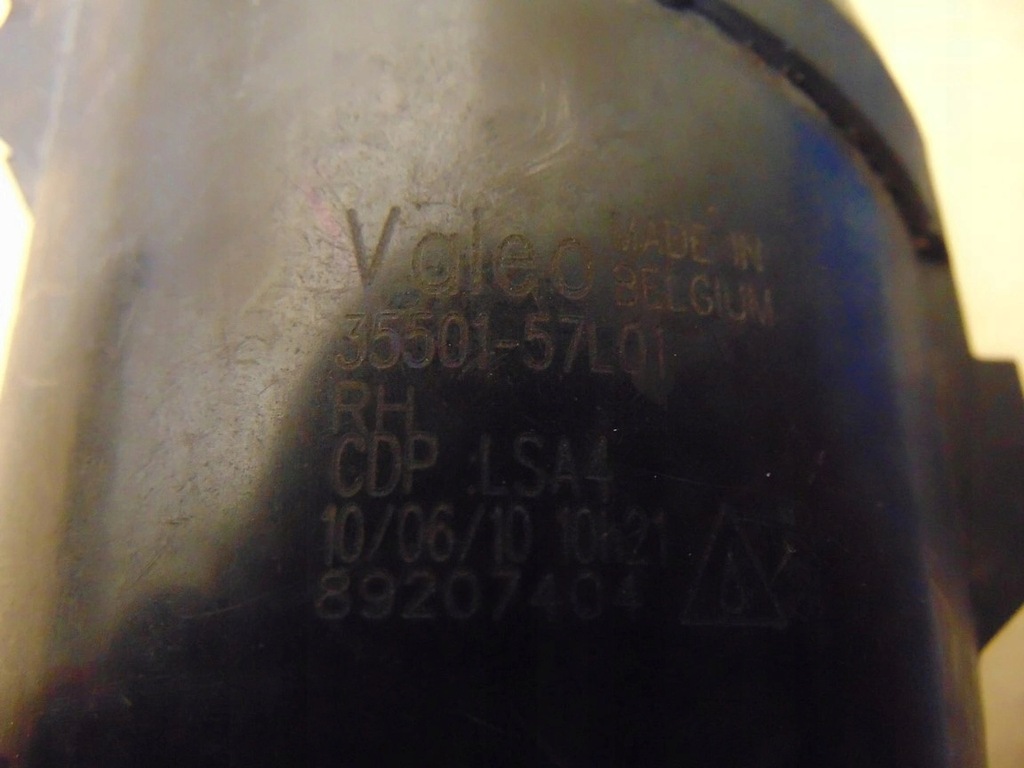 Valeo MADE IN
BELGIUM
35501-57L01
RH
CDP :LSA4
10/06/10 10h21
89207404